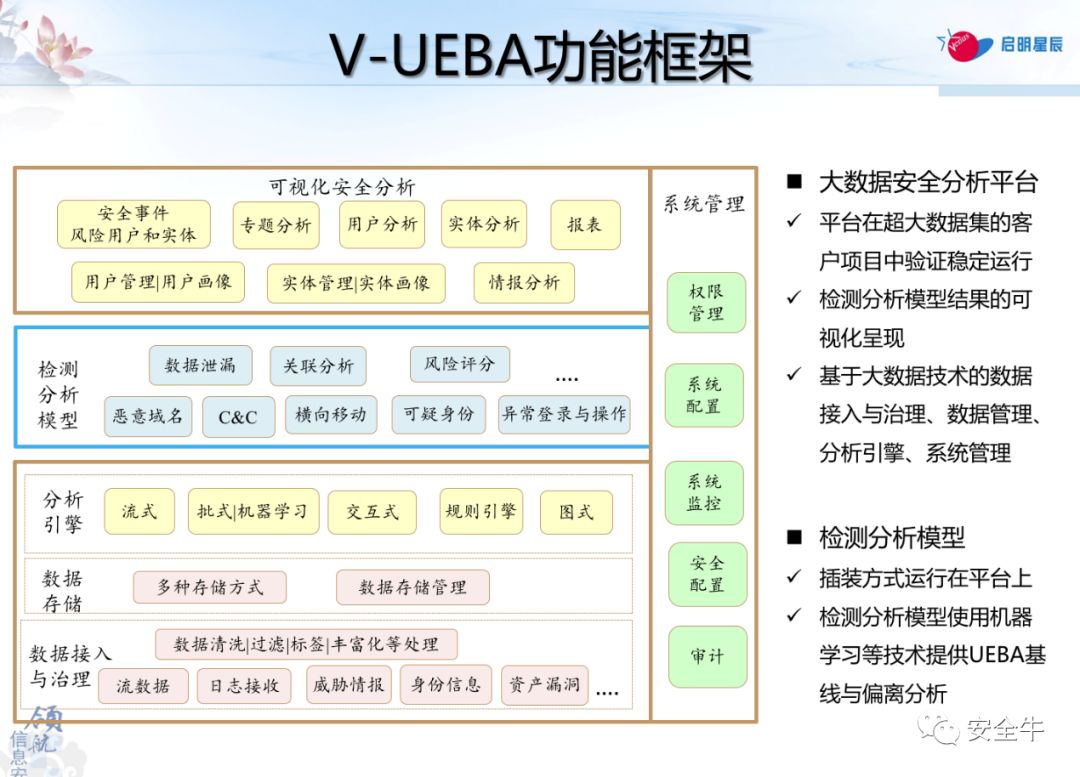 V-UEBA功能框架
Venus
启明星辰
可视化安全分析
安全事件
风险用户和实体
专题分析
用户分析
实体分析
报表
用户管理|用户画像
实体管理|实体画像
情报分析
检测
分析
模型
数据泄漏
关联分析
风险评分
....
恶意域名
C&C
横向移动
可疑身份
异常登录与操作
分析
引擎
流式
批式|机器学习
交互式
规则引擎
图式
数据
存储
多种存储方式
数据存储管理
数据接入
与治理
数据清洗|过滤|标签|丰富化等处理
流数据
日志接收
威胁情报
身份信息
资产漏洞
....
系统管理
权限
管理
系统
配置
系统
监控
安全
配置
审计
■ 大数据安全分析平台
✓ 平台在超大数据集的客
户项目中验证稳定运行
✓ 检测分析模型结果的可
视化呈现
✓ 基于大数据技术的数据
接入与治理、数据管理、
分析引擎、系统管理
■ 检测分析模型
✓ 插装方式运行在平台上
✓ 检测分析模型使用机器
学习等技术提供UEBA基
线与偏离分析
领航
信息安
安全牛